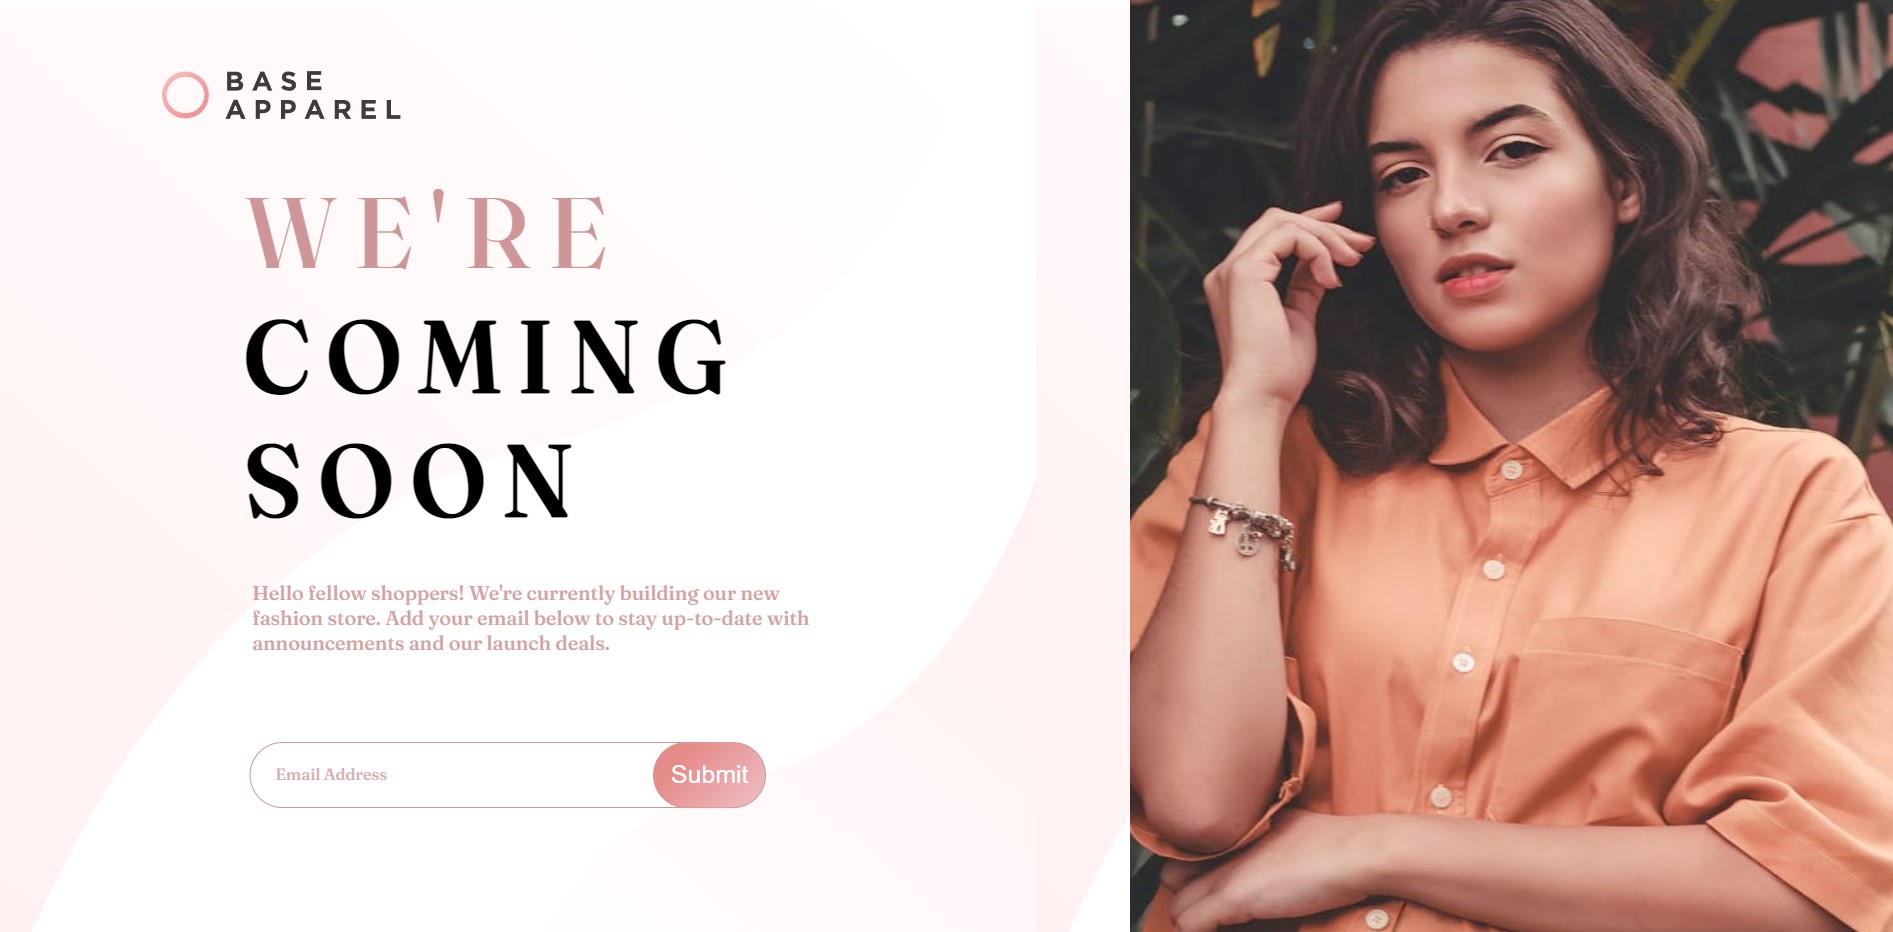 BASE
APPAREL
WE'RE
COMING
SOON
Hello fellow shoppers! We're currently building our new
fashion store. Add your email below to stay up-to-date with
announcements and our launch deals.
Email Address
Submit